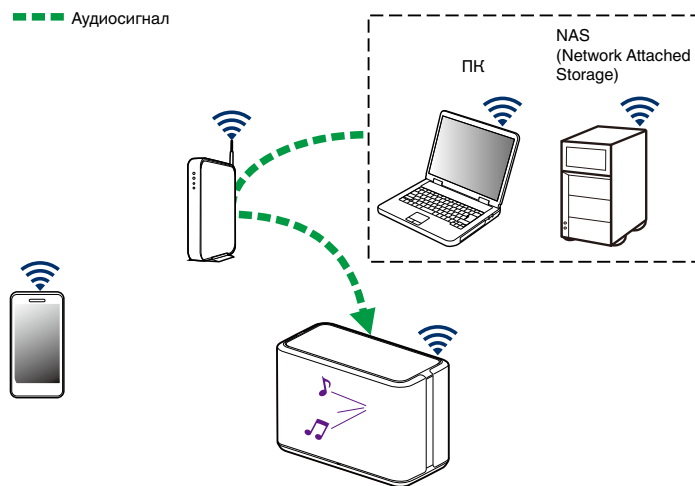 Аудиосигнал
NAS
(Network Attached
Storage)
ПК